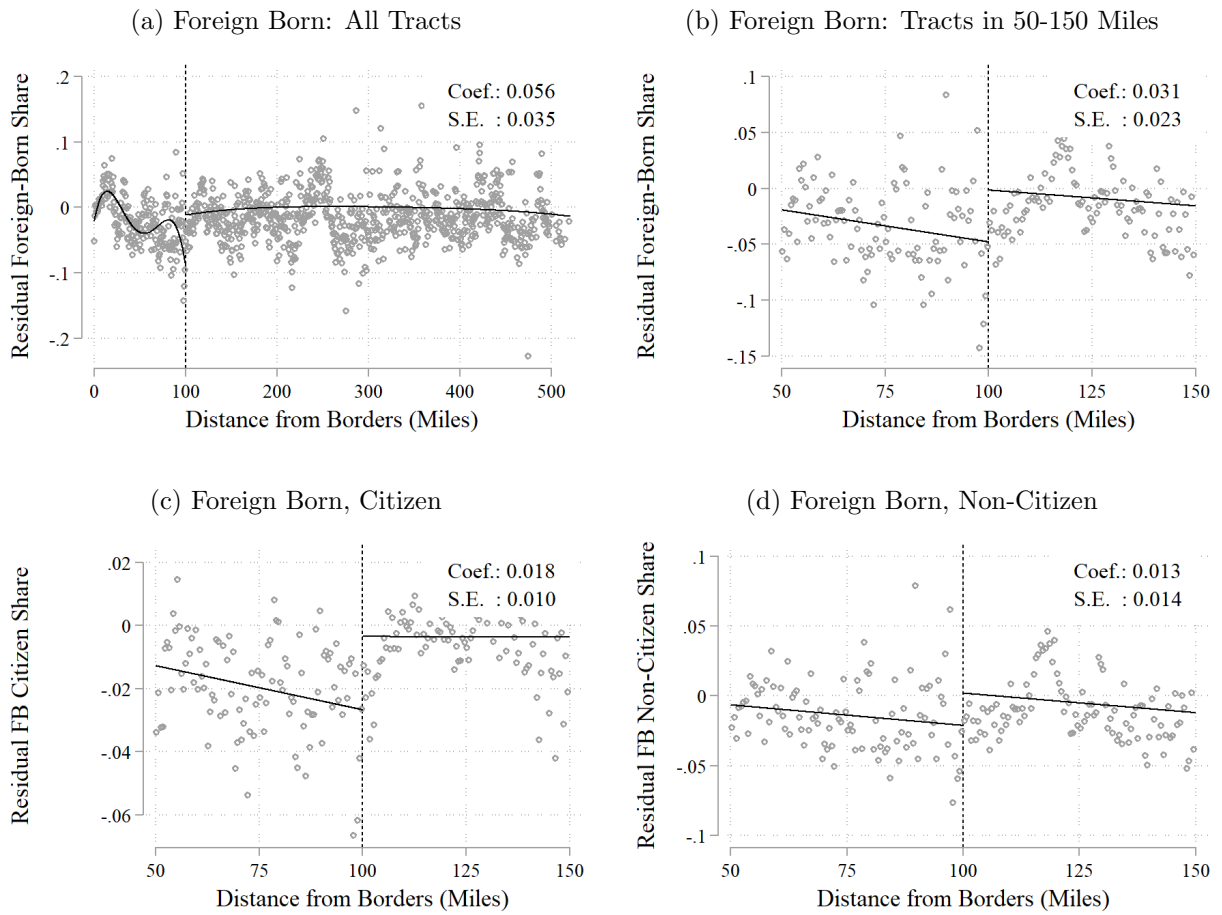 (a) Foreign Born: All Tracts
Residual Foreign-Born Share
.2
.1
0
-.1
-.2
Coef.: 0.056
S.E. : 0.035
0 100 200 300 400 500
Distance from Borders (Miles)
(b) Foreign Born: Tracts in 50-150 Miles
Residual Foreign-Born Share
.1
.05
0
-.05
-.1
-.15
Coef.: 0.031
S.E. : 0.023
50 75 100 125 150
Distance from Borders (Miles)
(c) Foreign Born, Citizen
Residual FB Citizen Share
.02
0
-.02
-.04
-.06
Coef.: 0.018
S.E. : 0.010
50 75 100 125 150
Distance from Borders (Miles)
(d) Foreign Born, Non-Citizen
Residual FB Non-Citizen Share
.1
.05
0
-.05
-.1
Coef.: 0.013
S.E. : 0.014
50 75 100 125 150
Distance from Borders (Miles)